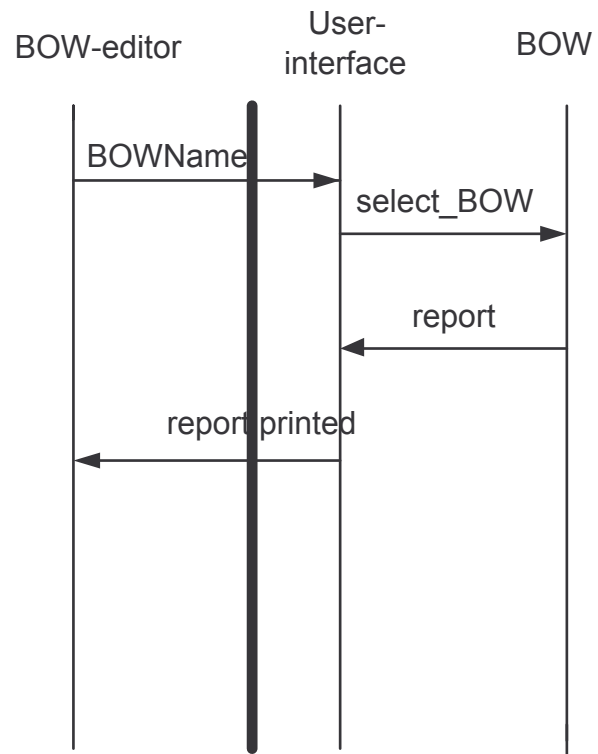 BOW-editor
User-
interface
BOW
BOWName
select_BOW
report
report printed